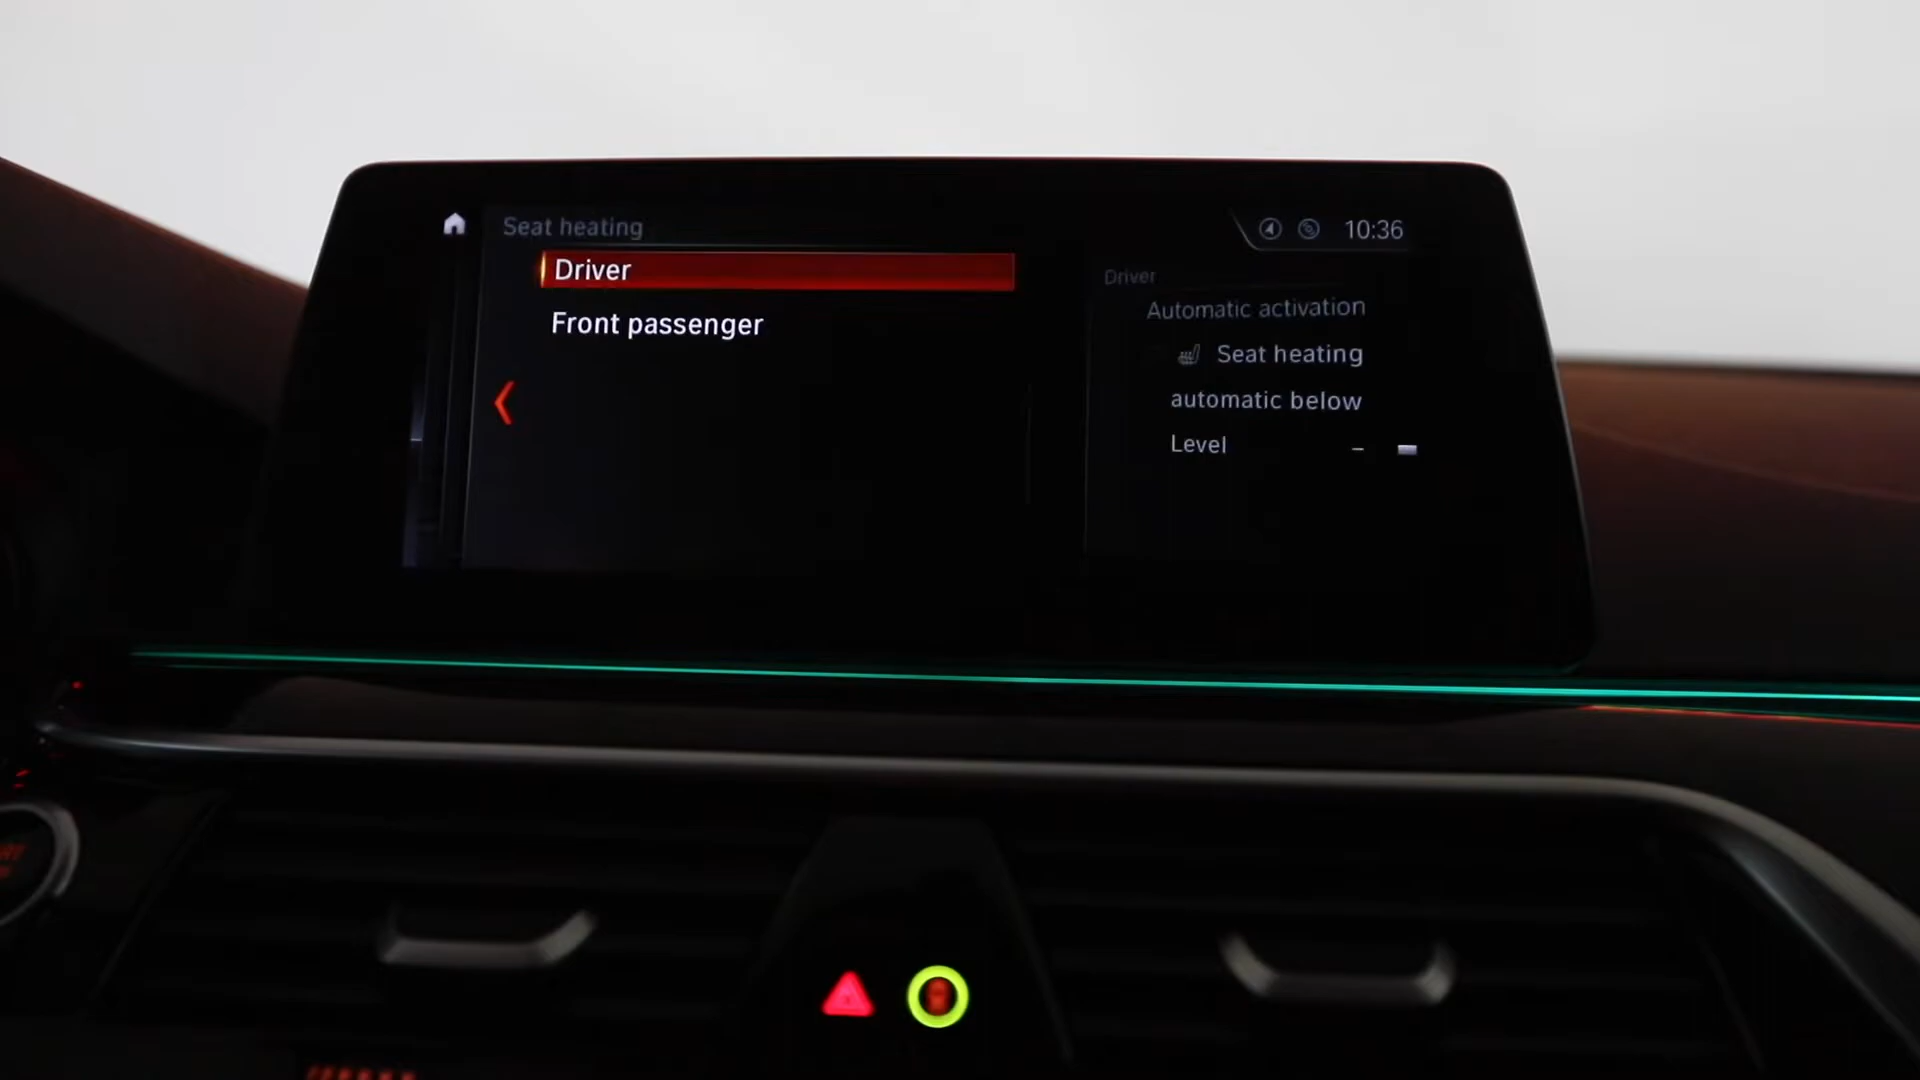 Seat heating
10:36
Driver
Front passenger
Driver
Automatic activation
Seat heating
automatic below
Level –